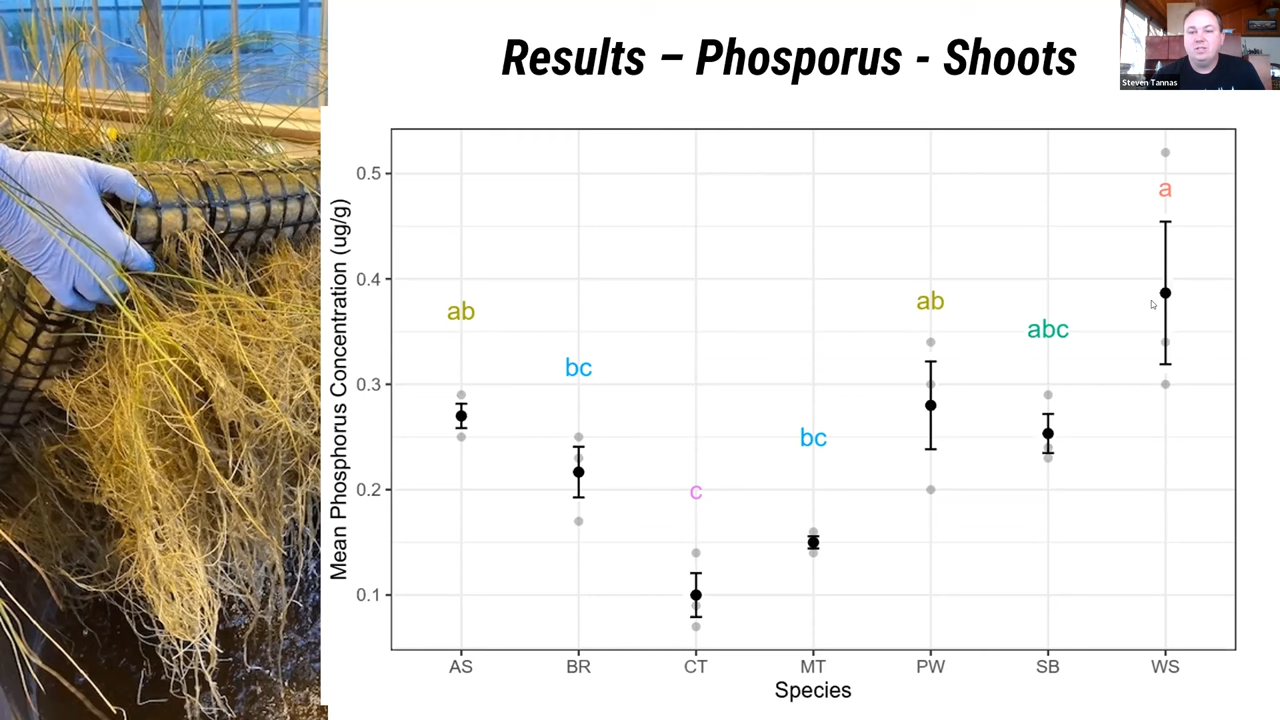 Results – Phosporus - Shoots
Steven Tannas
Mean Phosphorus Concentration (ug/g)
0.5
0.4
0.3
0.2
0.1
a
ab
ab
abc
bc
bc
c
AS BR CT MT PW SB WS
Species